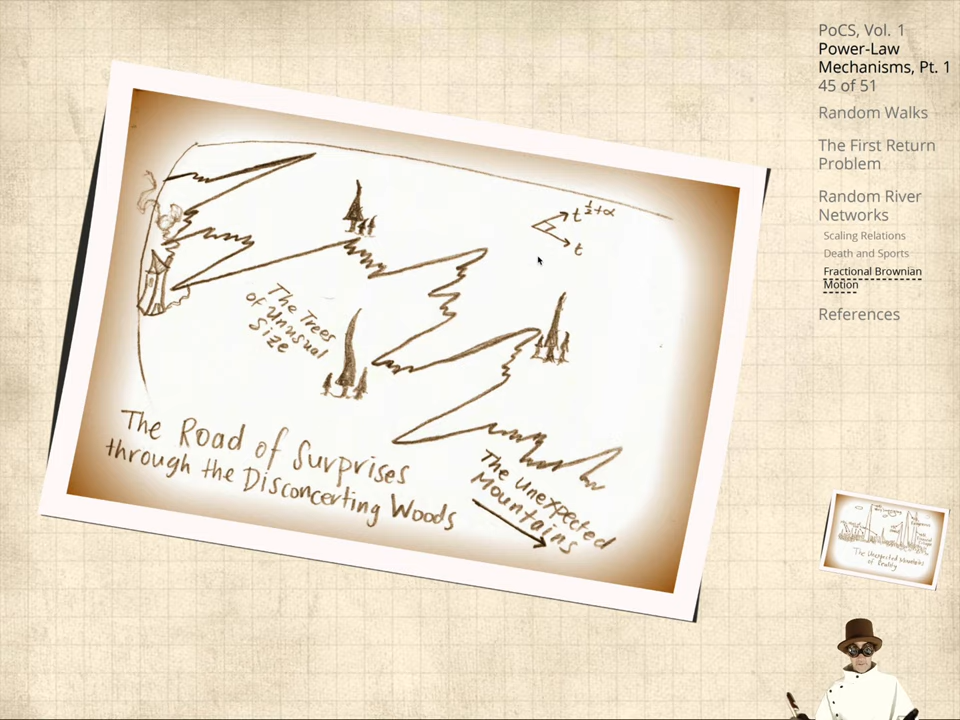 PoCS, Vol. 1
Power-Law
Mechanisms, Pt. 1
45 of 51
Random Walks
The First Return
Problem
Random River
Networks
Scaling Relations
Death and Sports
Fractional Brownian
Motion
References
t^{1/2+α}
t
The Trees
of Unusual
Size
The Road of Surprises
through the Disconcerting Woods
The Unexpected
Mountains
The Unexpected Mountains
of Lethality